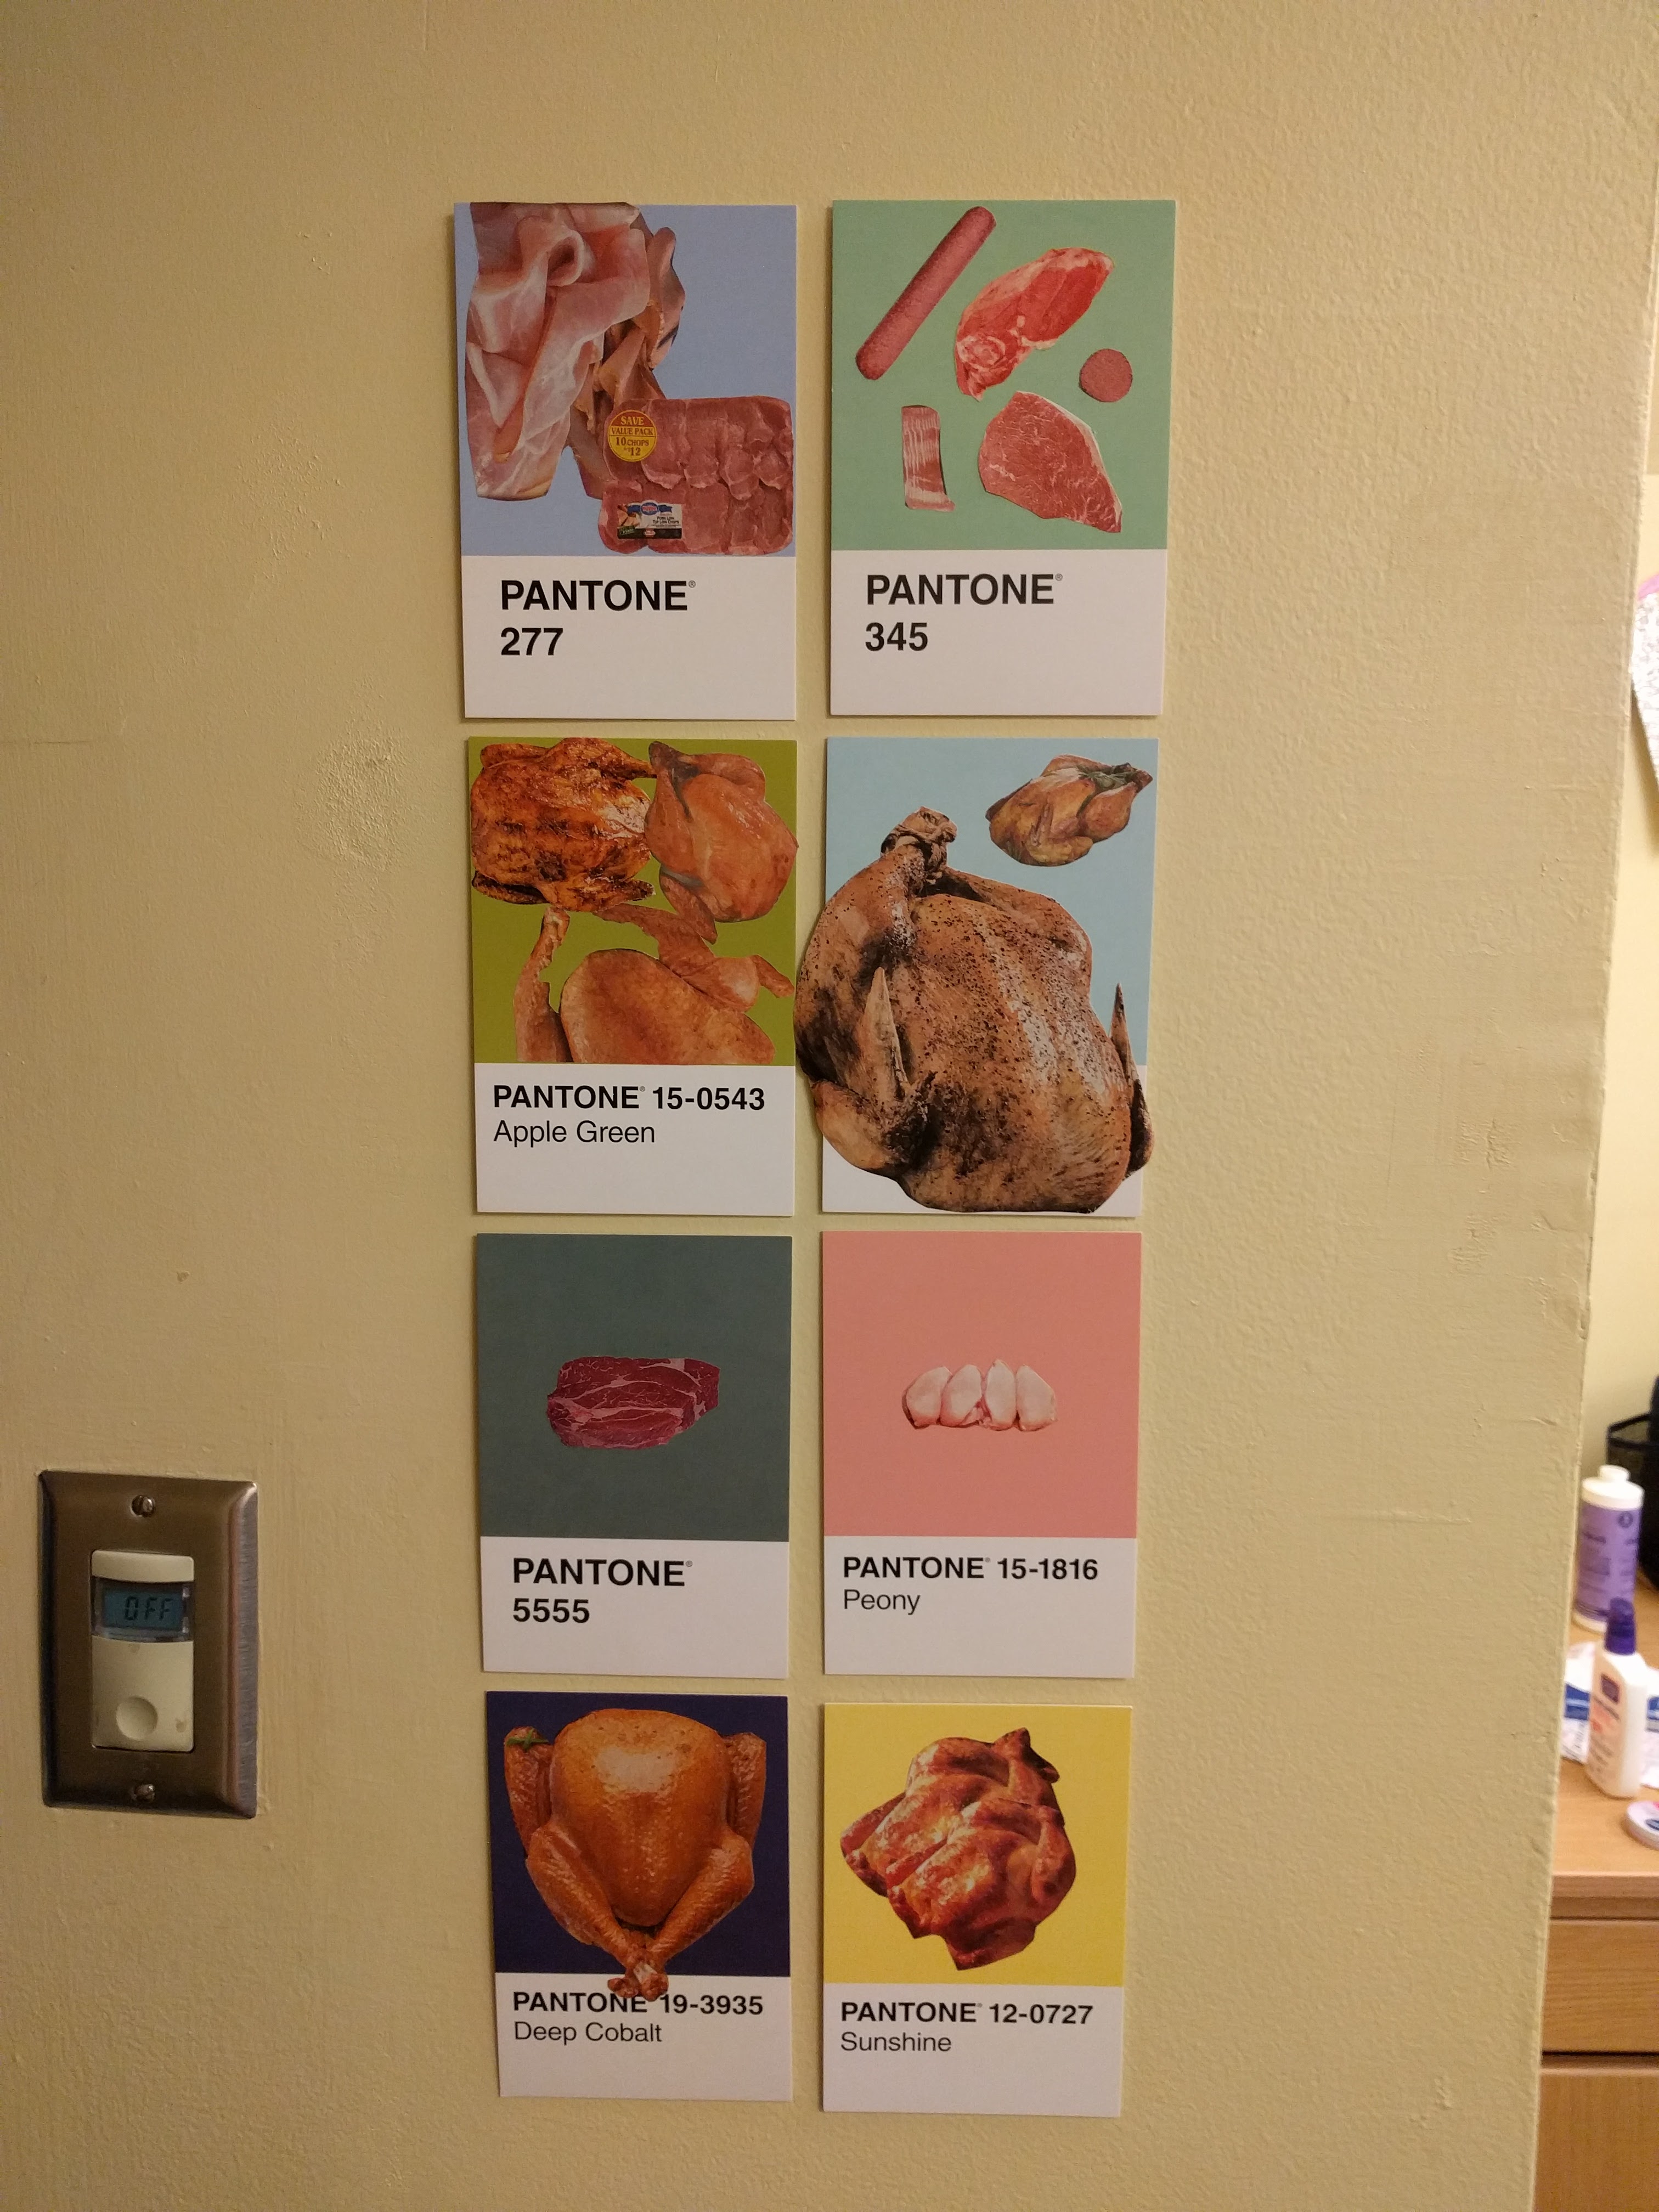 SAVE
VALUE PACK
10 CHOPS
$12
PANTONE®
277
PANTONE®
345
PANTONE® 15-0543
Apple Green
PANTONE®
5555
PANTONE® 15-1816
Peony
OFF
PANTONE 19-3935
Deep Cobalt
PANTONE® 12-0727
Sunshine